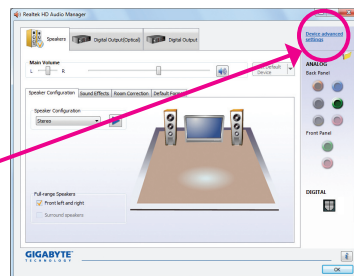 Realtek HD Audio Manager
Speakers
Digital Output(Optical)
Digital Output
Device advanced
settings
Main Volume
L
R
Default
Device
ANALOG
Back Panel
Speaker Configuration
Sound Effects
Room Correction
Default Format
Speaker Configuration
Stereo
Front Panel
Full-range Speakers
Front left and right
Surround speakers
DIGITAL
GIGABYTE
TECHNOLOGY
OK